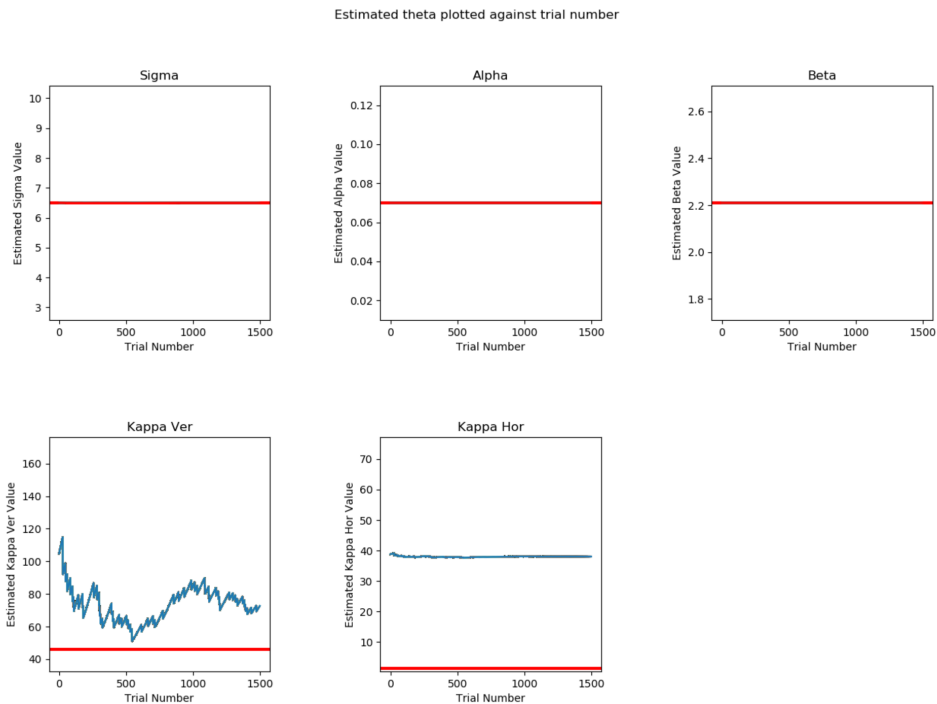 Estimated theta plotted against trial number
Sigma
Estimated Sigma Value
10
9
8
7
6
5
4
3
0 500 1000 1500
Trial Number
Alpha
Estimated Alpha Value
0.12
0.10
0.08
0.06
0.04
0.02
0 500 1000 1500
Trial Number
Beta
Estimated Beta Value
2.6
2.4
2.2
2.0
1.8
0 500 1000 1500
Trial Number
Kappa Ver
Estimated Kappa Ver Value
160
140
120
100
80
60
40
0 500 1000 1500
Trial Number
Kappa Hor
Estimated Kappa Hor Value
70
60
50
40
30
20
10
0 500 1000 1500
Trial Number